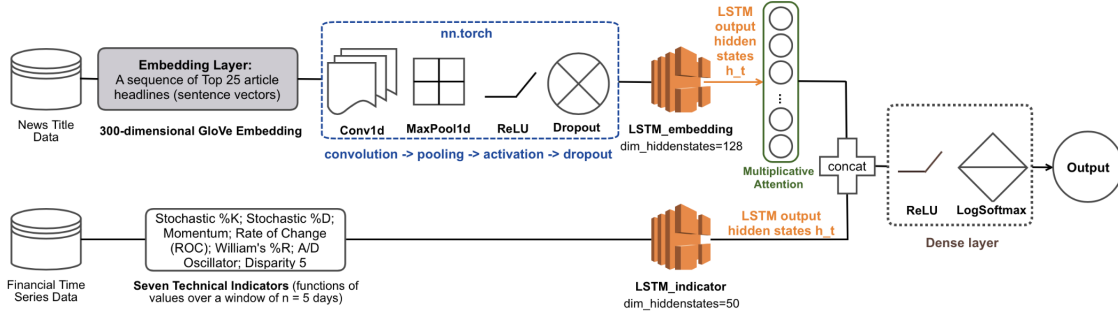 News Title
Data
Embedding Layer:
A sequence of Top 25 article
headlines (sentence vectors)
300-dimensional GloVe Embedding
nn.torch
Conv1d
MaxPool1d
ReLU
Dropout
convolution -> pooling -> activation -> dropout
LSTM_embedding
dim_hiddenstates=128
LSTM
output
hidden
states
h_t
Multiplicative
Attention
concat
ReLU
LogSoftmax
Dense layer
Output
Financial Time
Series Data
Stochastic %K; Stochastic %D;
Momentum; Rate of Change
(ROC); William's %R; A/D
Oscillator; Disparity 5
Seven Technical Indicators (functions of
values over a window of n = 5 days)
LSTM_indicator
dim_hiddenstates=50
LSTM output
hidden states h_t